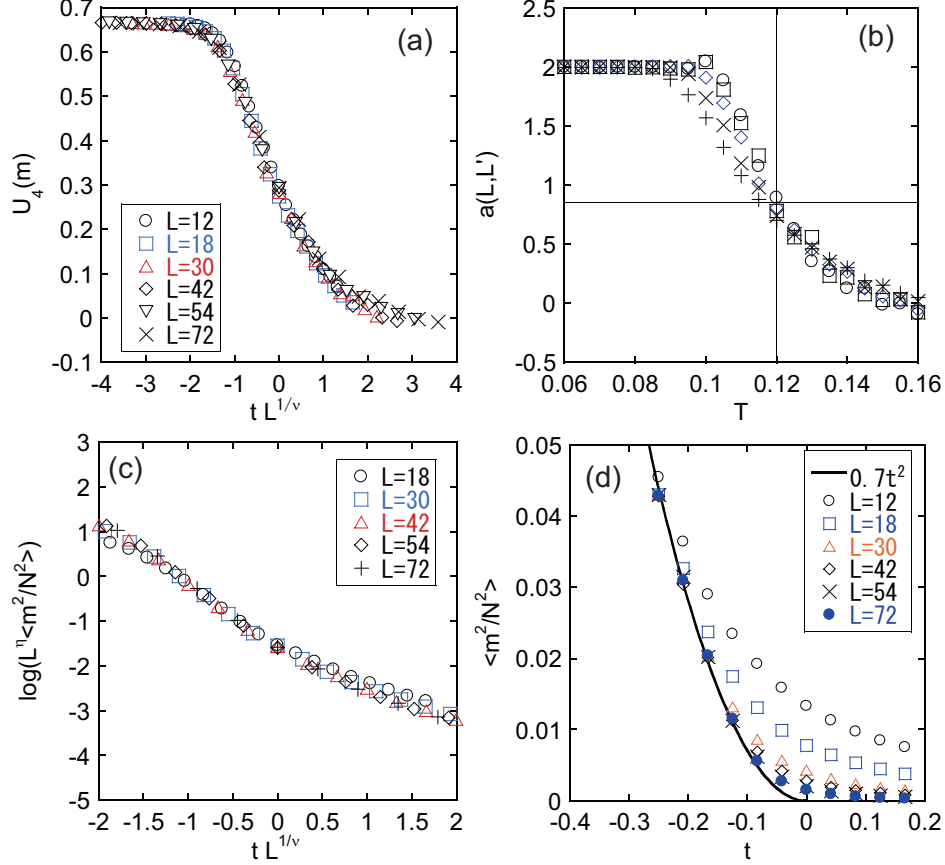 (a)
U_4(m)
0.7
0.6
0.5
0.4
0.3
0.2
0.1
0
-0.1
L=12
L=18
L=30
L=42
L=54
L=72
-4 -3 -2 -1 0 1 2 3 4
t L^{1/ν}
(b)
a(L,L')
2.5
2
1.5
1
0.5
0
-0.5
0.06 0.08 0.1 0.12 0.14 0.16
T
(c)
log(L^η<m²/N²>)
3
2
1
0
-1
-2
-3
-4
-5
L=18
L=30
L=42
L=54
L=72
-2 -1.5 -1 -0.5 0 0.5 1 1.5 2
t L^{1/ν}
(d)
<m²/N²>
0.05
0.04
0.03
0.02
0.01
0
0.7t²
L=12
L=18
L=30
L=42
L=54
L=72
-0.4 -0.3 -0.2 -0.1 0 0.1 0.2
t